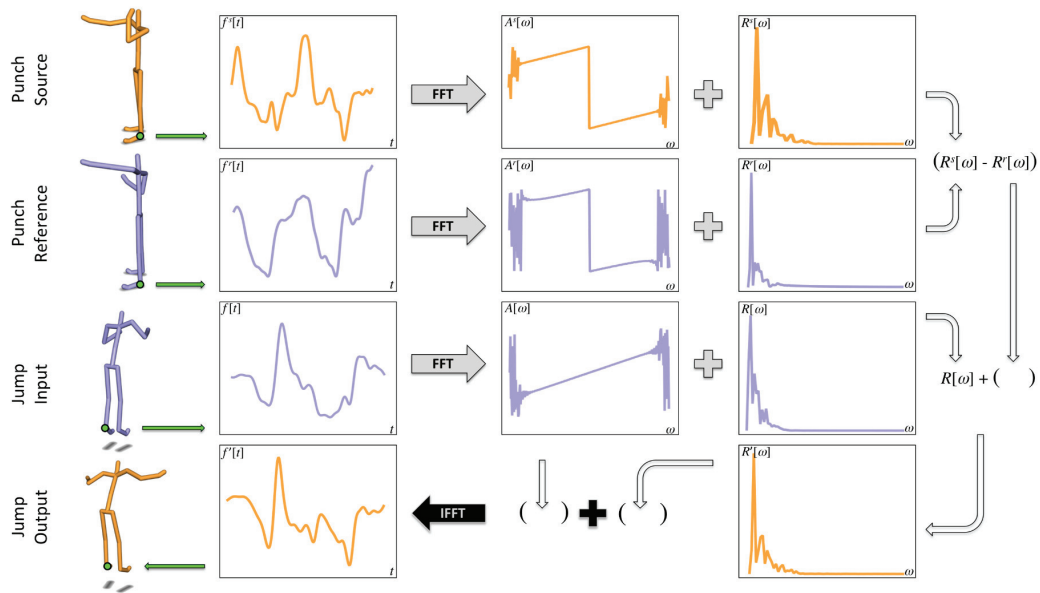 Punch
Source
f^s[t]
t
FFT
A^s[ω]
ω
R^s[ω]
ω
(R^s[ω] - R^r[ω])
Punch
Reference
f^r[t]
t
FFT
A^r[ω]
ω
R^r[ω]
ω
Jump
Input
f[t]
t
FFT
A[ω]
ω
R[ω]
ω
R[ω] + ( )
Jump
Output
f'[t]
t
IFFT
( ) + ( )
R'[ω]
ω